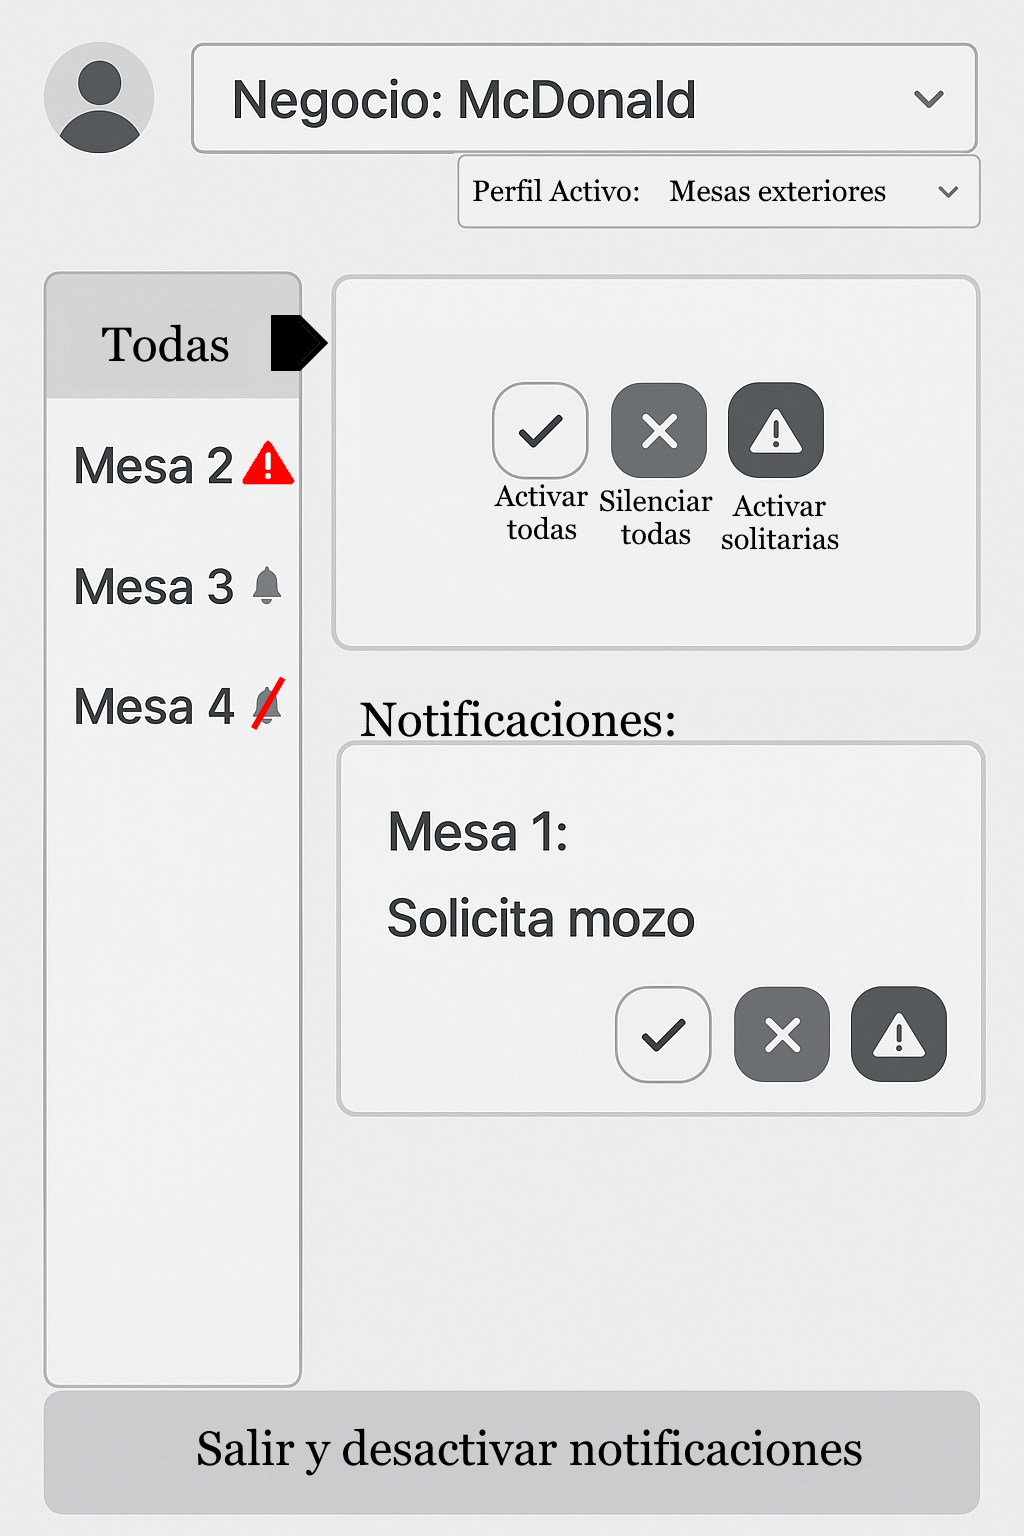 Negocio: McDonald
Perfil Activo: Mesas exteriores
Todas
Mesa 2
Mesa 3
Mesa 4
Activar
todas
Silenciar
todas
Activar
solitarias
Notificaciones:
Mesa 1:
Solicita mozo
Salir y desactivar notificaciones